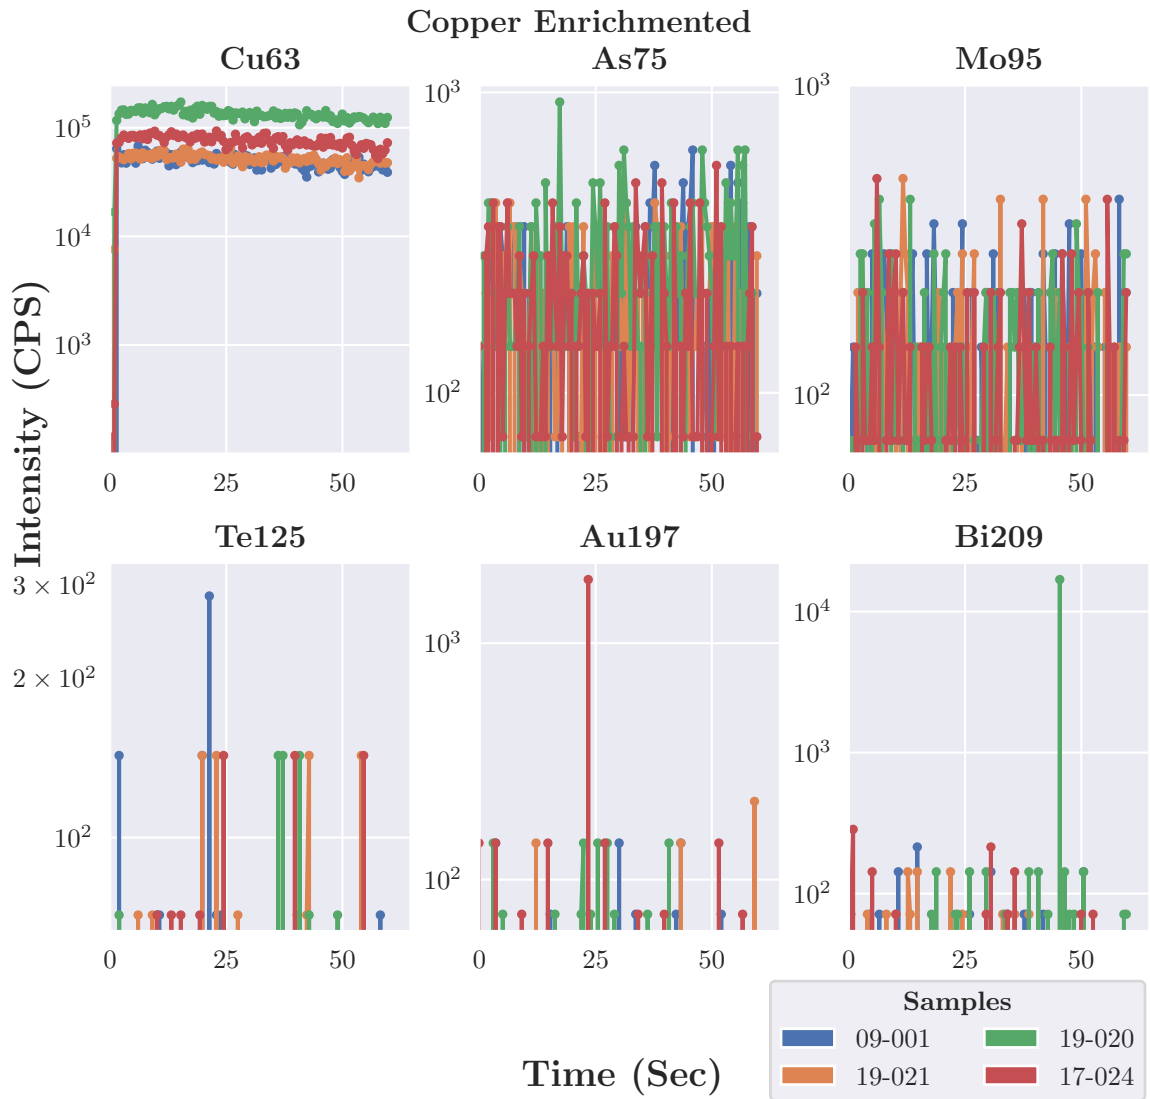 Copper Enrichmented
Cu63 As75 Mo95
10^5
10^4
10^3
0 25 50
10^3
10^2
0 25 50
10^3
10^2
0 25 50
Intensity (CPS)
Te125 Au197 Bi209
3 × 10^2
2 × 10^2
10^2
0 25 50
10^3
10^2
0 25 50
10^4
10^3
10^2
0 25 50
Time (Sec)
Samples
09-001 19-020
19-021 17-024